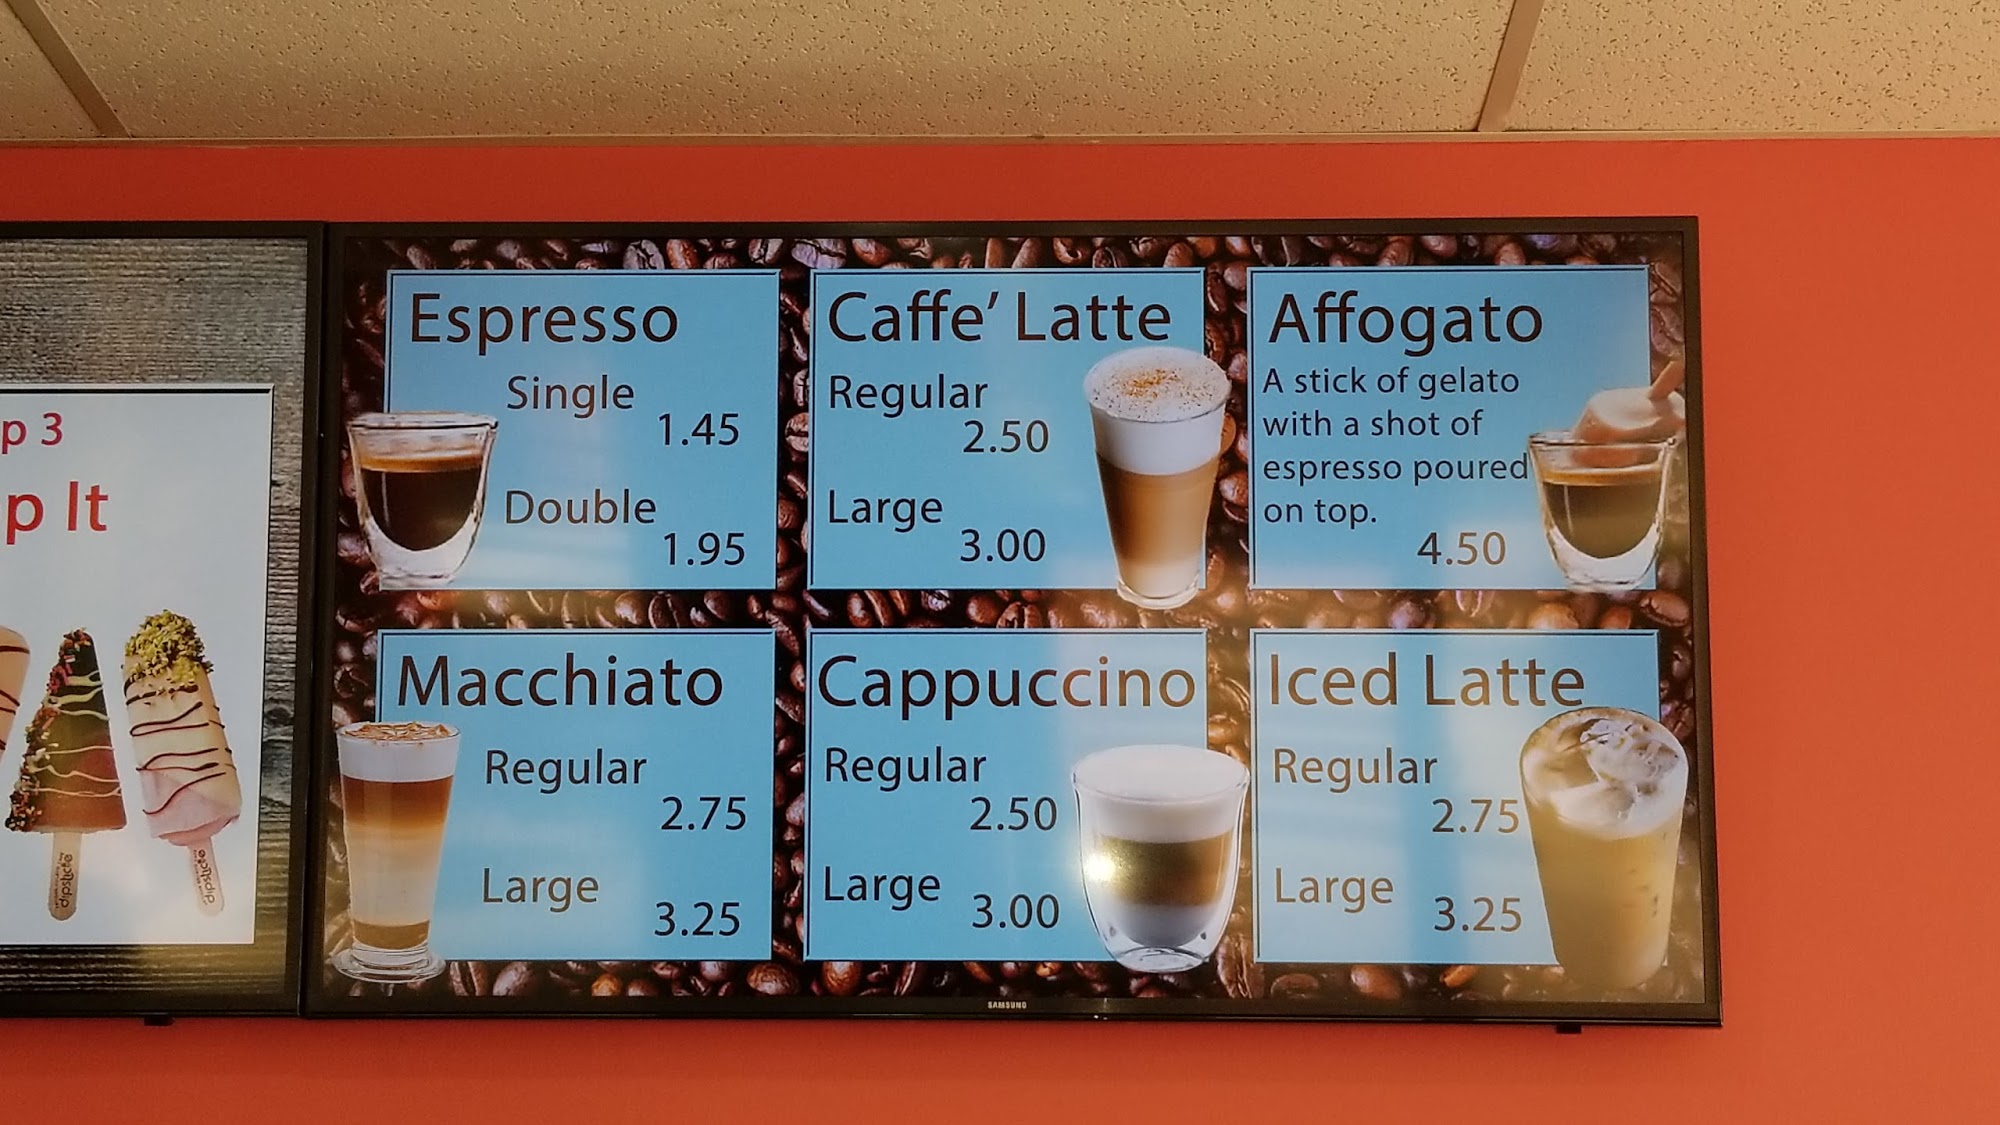 p 3
p It
dipstick
dipstick
Espresso
Single
1.45
Double
1.95
Caffe’ Latte
Regular
2.50
Large
3.00
Affogato
A stick of gelato
with a shot of
espresso poured
on top.
4.50
Macchiato
Regular
2.75
Large
3.25
Cappuccino
Regular
2.50
Large
3.00
Iced Latte
Regular
2.75
Large
3.25
SAMSUNG